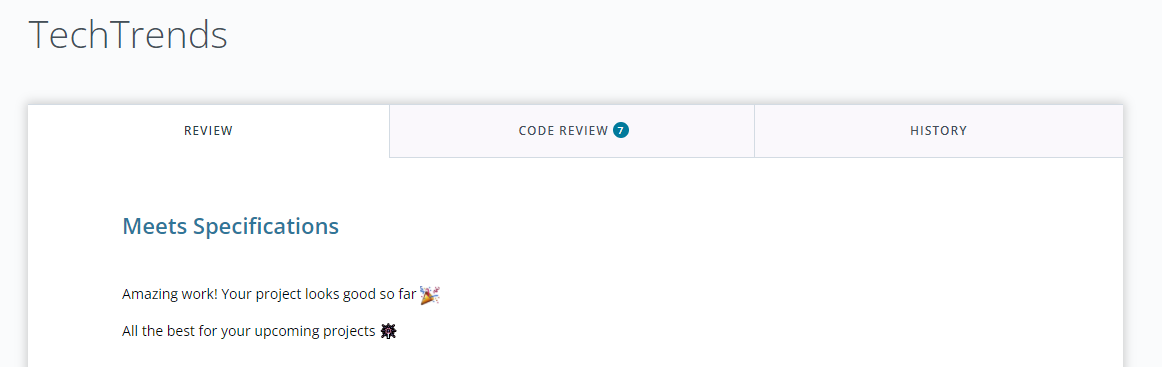 TechTrends
REVIEW
CODE REVIEW 7
HISTORY
Meets Specifications
Amazing work! Your project looks good so far
All the best for your upcoming projects